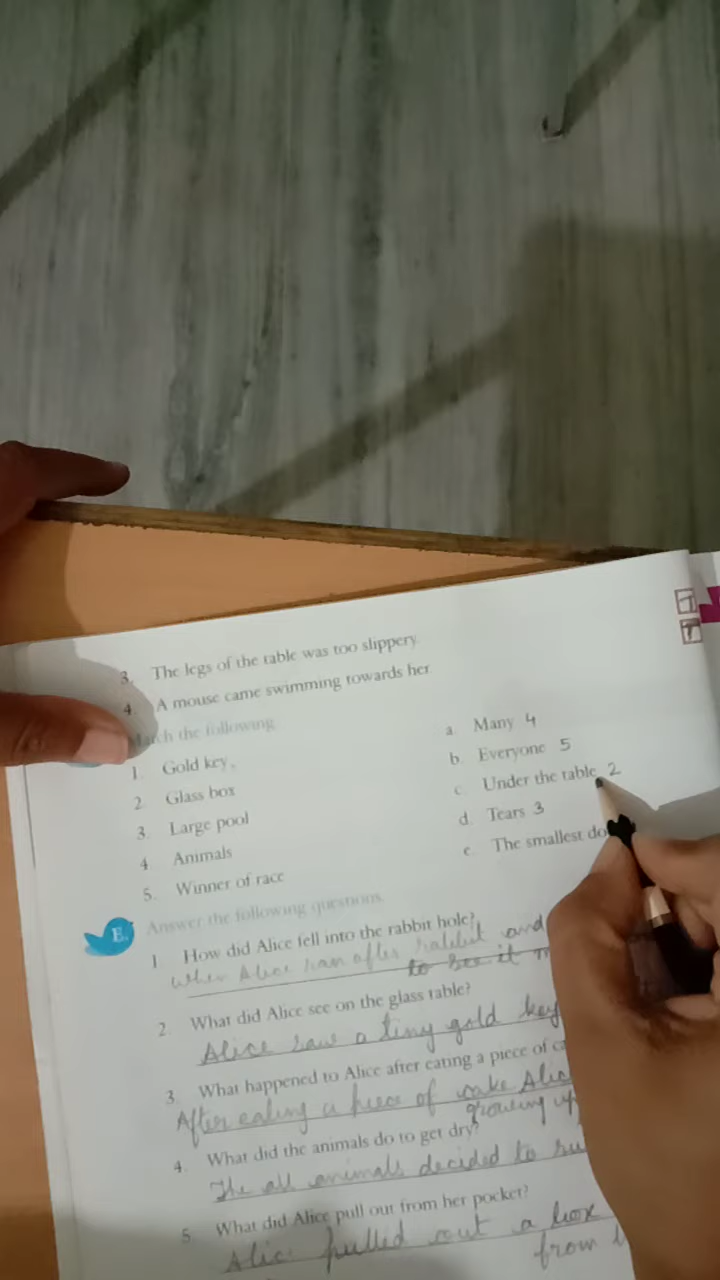 3. The legs of the table was too slippery.
T
4. A mouse came swimming towards her.
T
Match the following.
1. Gold key.
a. Many 4
2. Glass box
b. Everyone 5
3. Large pool
c. Under the table 2
4. Animals
d. Tears 3
5. Winner of race
e. The smallest
E. Answer the following questions.
1. How did Alice fell into the rabbit hole?
When Alice ran after rabbit and
to see it
2. What did Alice see on the glass table?
Alice saw a tiny gold key
3. What happened to Alice after eating a piece of
After eating a piece of cake
growing up
4. What did the animals do to get dry?
The all animals decided to
5. What did Alice pull out from her pocket?
Alice pulled out a box
from